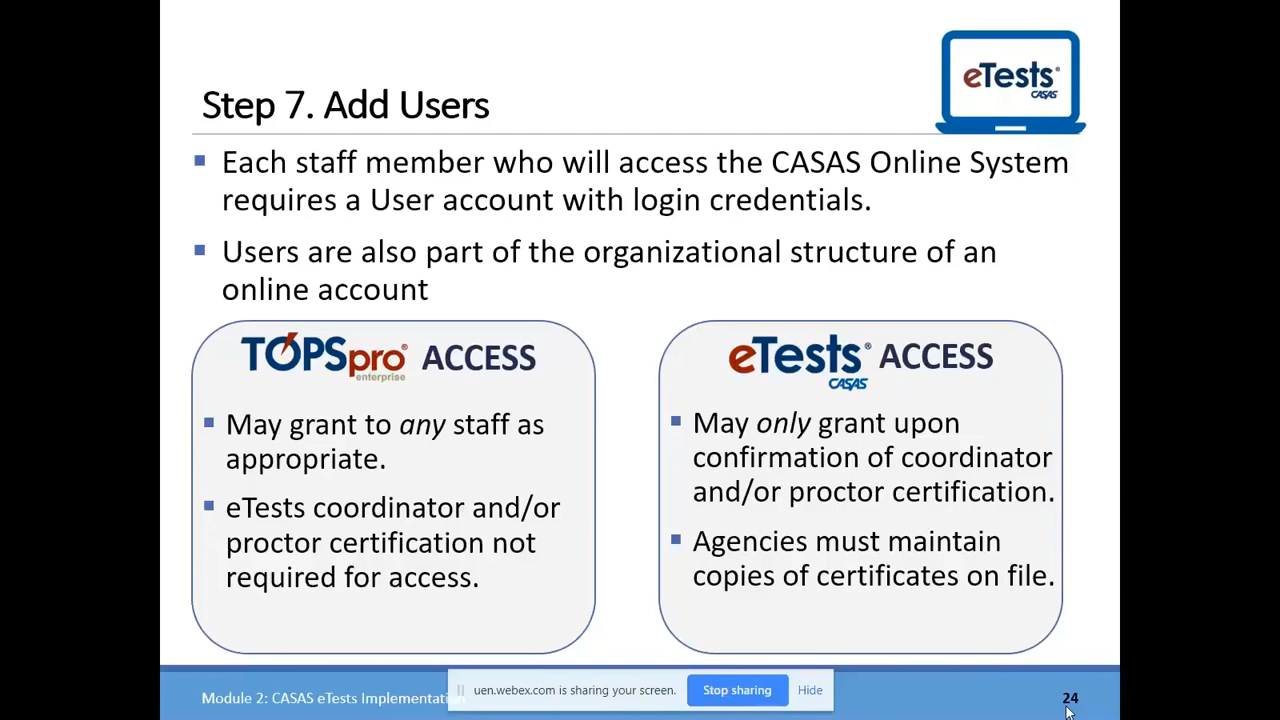 eTests®
CASAS
Step 7. Add Users
▪ Each staff member who will access the CASAS Online System
requires a User account with login credentials.
▪ Users are also part of the organizational structure of an
online account
TOPSpro® ACCESS
enterprise
▪ May grant to any staff as
appropriate.
▪ eTests coordinator and/or
proctor certification not
required for access.
eTests® ACCESS
CASAS
▪ May only grant upon
confirmation of coordinator
and/or proctor certification.
▪ Agencies must maintain
copies of certificates on file.
Module 2: CASAS eTests Implementation
uen.webex.com is sharing your screen.
Stop sharing
Hide
24